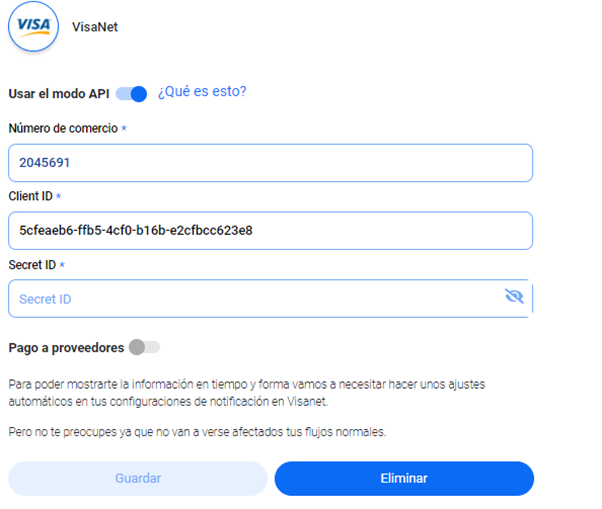 VISA
VisaNet
Usar el modo API ¿Qué es esto?
Número de comercio *
2045691
Client ID *
5cfeaeb6-ffb5-4cf0-b16b-e2cfbcc623e8
Secret ID *
Secret ID
Pago a proveedores
Para poder mostrarte la información en tiempo y forma vamos a necesitar hacer unos ajustes
automáticos en tus configuraciones de notificación en Visanet.
Pero no te preocupes ya que no van a verse afectados tus flujos normales.
Guardar Eliminar